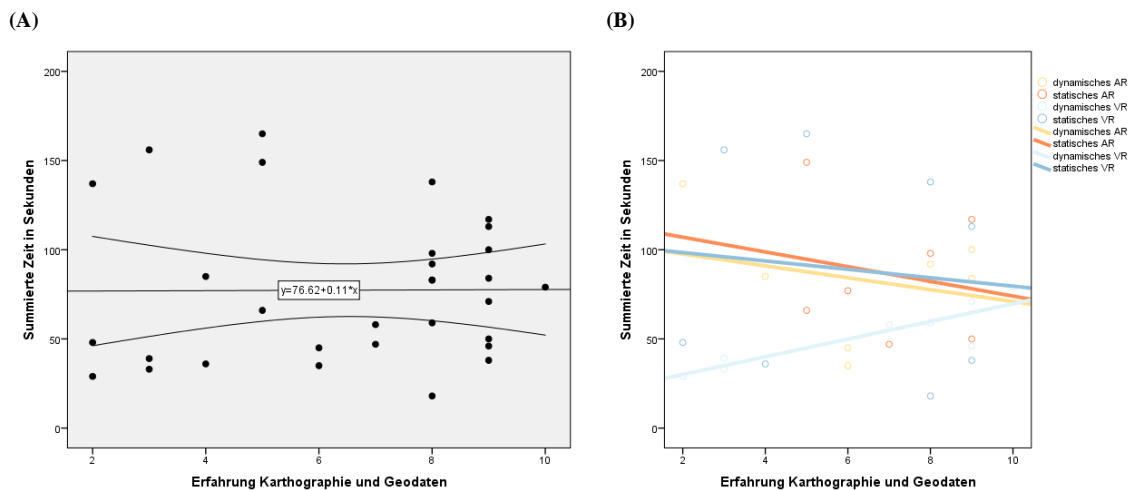 (A)
Summierte Zeit in Sekunden
200
150
100
50
0
y=76.62+0.11*x
2 4 6 8 10
Erfahrung Karthographie und Geodaten
(B)
Summierte Zeit in Sekunden
200
150
100
50
0
2 4 6 8 10
Erfahrung Karthographie und Geodaten
dynamisches AR
statisches AR
dynamisches VR
statisches VR
dynamisches AR
statisches AR
dynamisches VR
statisches VR